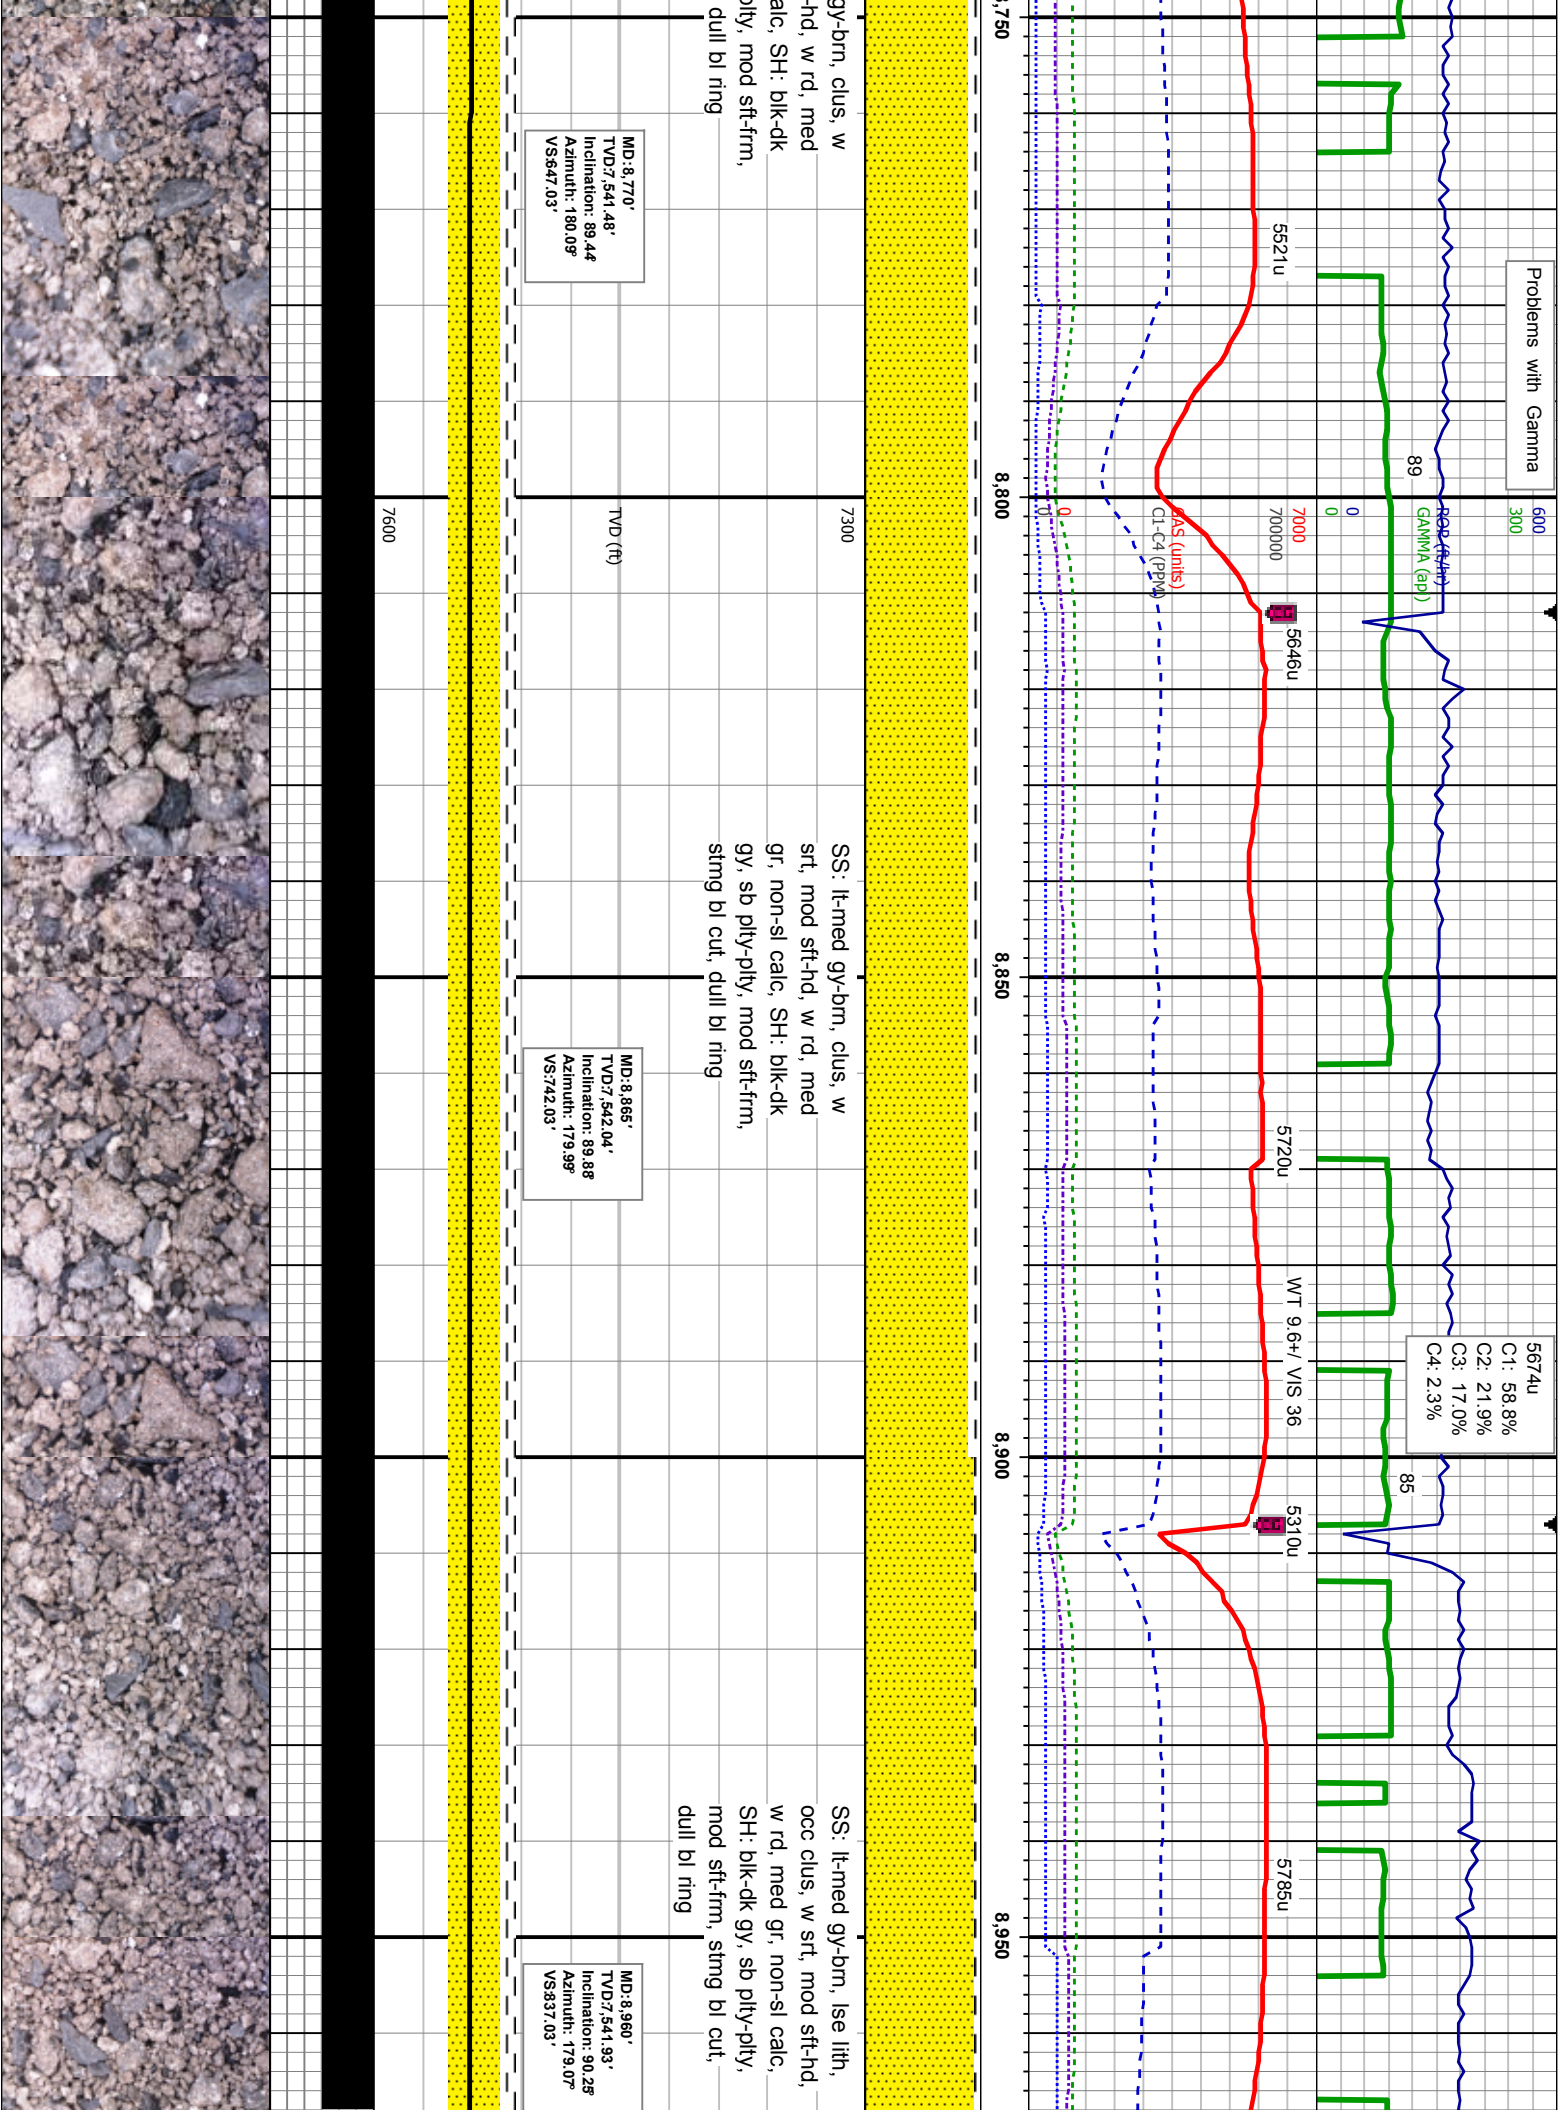 Problems with Gamma
600
300
ROP (ft/hr)
GAMMA (api)
0
0
89
85
5674u
C1: 58.8%
C2: 21.9%
C3: 17.0%
C4: 2.3%
7000
700000
GAS (units)
C1-C4 (PPM)
0
0
5521u
5646u
5720u
WT 9.6+/ VIS 36
5310u
5785u
,750
8,800
8,850
8,900
8,950
7300
TVD (ft)
7600
gy-brn, clus, w
-hd, w rd, med
alc, SH: blk-dk
plty, mod sft-frm,
dull bl ring
MD:8,770'
TVD:7,541.48'
Inclination: 89.44º
Azimuth: 180.09º
VS:647.03'
SS: lt-med gy-brn, clus, w
srt, mod sft-hd, w rd, med
gr, non-sl calc, SH: blk-dk
gy, sb plty-plty, mod sft-frm,
stmg bl cut, dull bl ring
MD:8,865'
TVD:7,542.04'
Inclination: 89.88º
Azimuth: 179.99º
VS:742.03'
SS: lt-med gy-brn, lse lith,
occ clus, w srt, mod sft-hd,
w rd, med gr, non-sl calc,
SH: blk-dk gy, sb plty-plty,
mod sft-frm, stmg bl cut,
dull bl ring
MD:8,960'
TVD:7,541.93'
Inclination: 90.25º
Azimuth: 179.07º
VS:837.03'